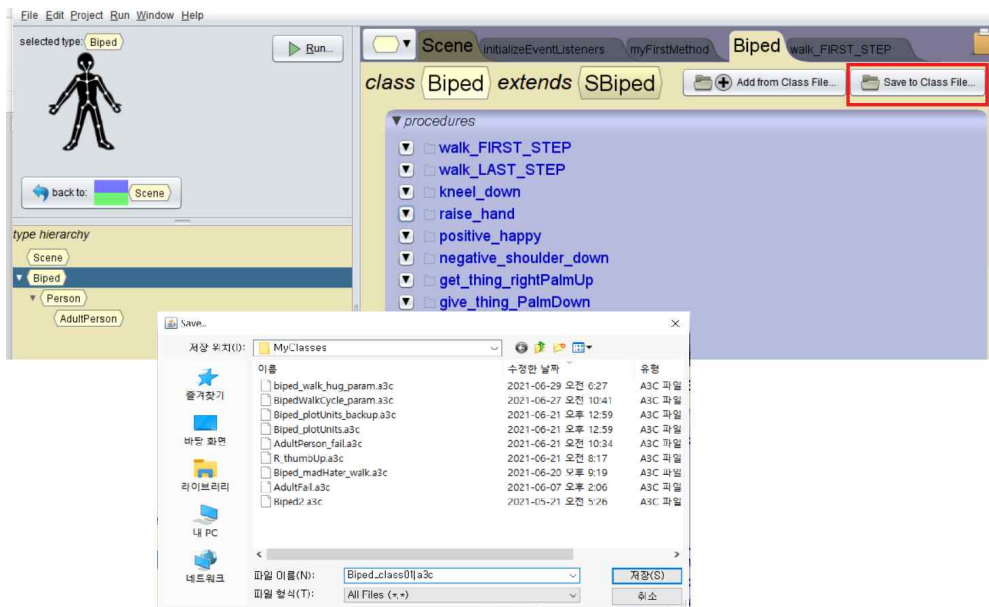 File Edit Project Run Window Help
selected type: Biped
Run...
back to: Scene
type hierarchy
Scene
Biped
Person
AdultPerson
Scene initializeEventListeners myFirstMethod Biped walk_FIRST_STEP
class Biped extends SBiped Add from Class File... Save to Class File...
procedures
walk_FIRST_STEP
walk_LAST_STEP
kneel_down
raise_hand
positive_happy
negative_shoulder_down
get_thing_rightPalmUp
give_thing_PalmDown
Save...
저장 위치(I): MyClasses
즐겨찾기
바탕 화면
라이브러리
내 PC
네트워크
이름 수정한 날짜 유형
biped_walk_hug_param.a3c 2021-06-29 오전 6:27 A3C 파일
BipedWalkCycle_param.a3c 2021-06-27 오전 10:41 A3C 파일
Biped_plotUnits_backup.a3c 2021-06-21 오후 12:59 A3C 파일
Biped_plotUnits.a3c 2021-06-21 오후 12:59 A3C 파일
AdultPerson_fail.a3c 2021-06-21 오전 10:34 A3C 파일
R_thumbUp.a3c 2021-06-21 오전 8:17 A3C 파일
Biped_madHater_walk.a3c 2021-06-20 오후 9:19 A3C 파일
AdultFail.a3c 2021-06-07 오후 2:06 A3C 파일
Biped2.a3c 2021-05-21 오전 5:26 A3C 파일
파일 이름(N): Biped_class01.a3c 저장(S)
파일 형식(T): All Files (*.*) 취소